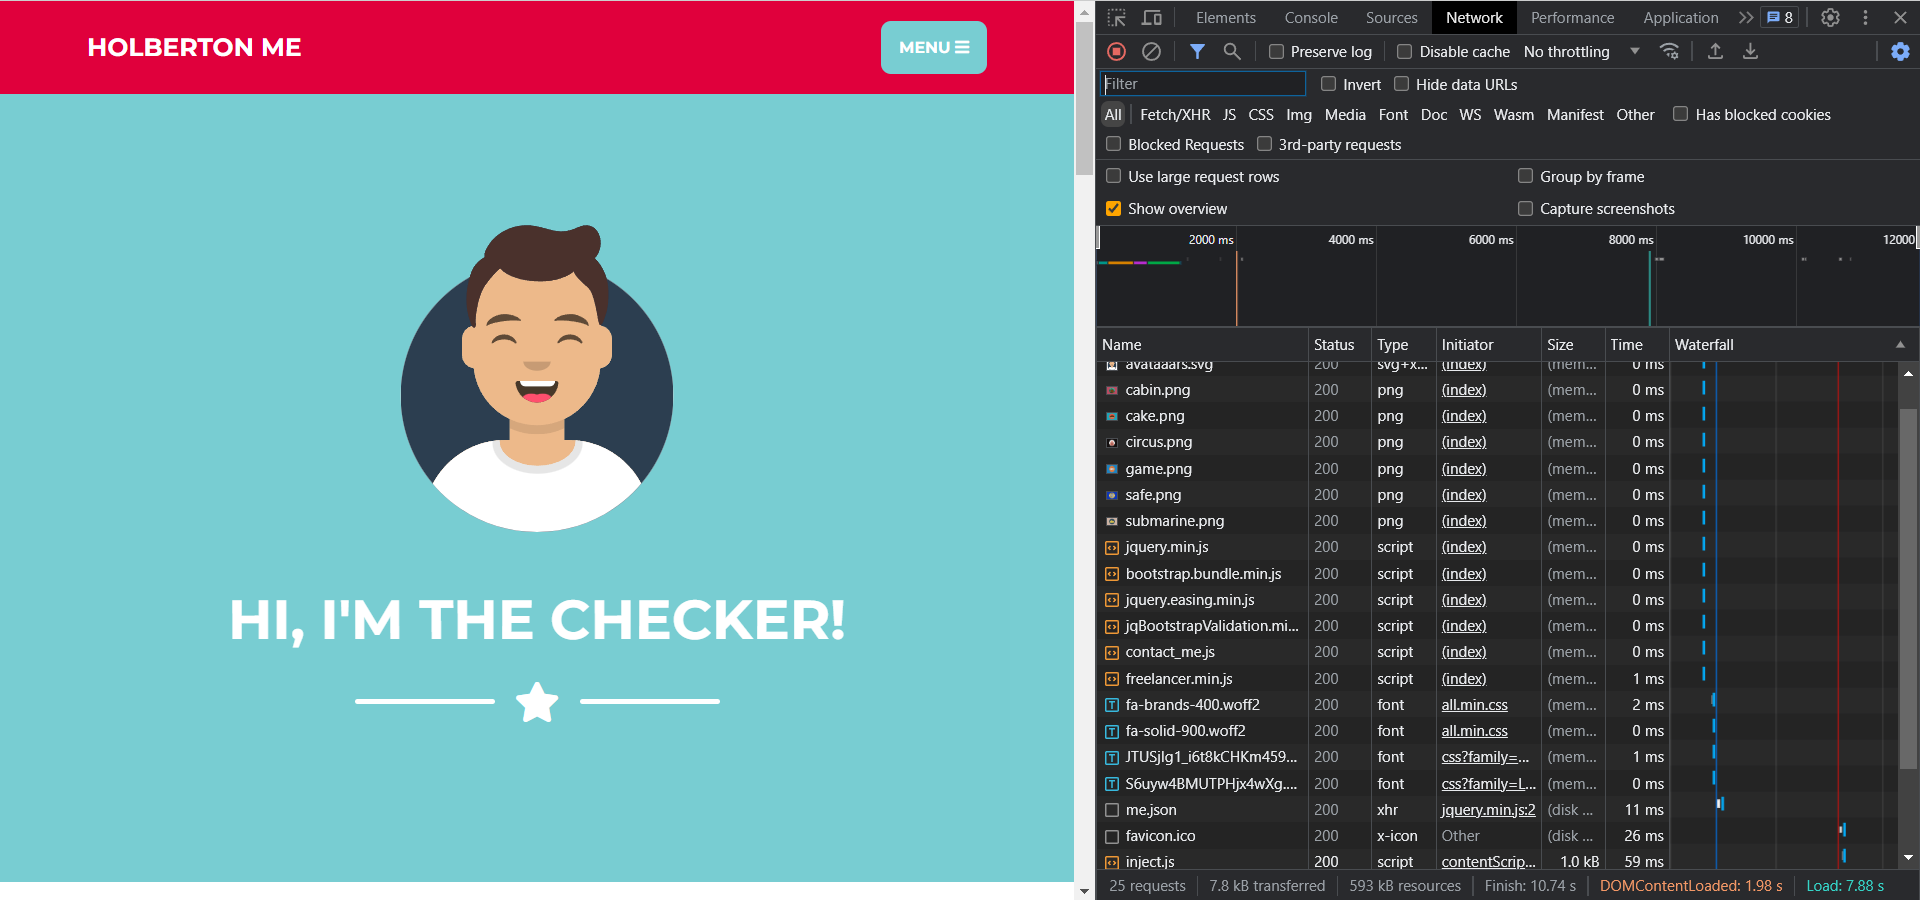 HOLBERTON ME
MENU
HI, I'M THE CHECKER!
Elements Console Sources Network Performance Application 8
Preserve log Disable cache No throttling
Filter Invert Hide data URLs
All Fetch/XHR JS CSS Img Media Font Doc WS Wasm Manifest Other Has blocked cookies
Blocked Requests 3rd-party requests
Use large request rows Group by frame
Show overview Capture screenshots
2000 ms 4000 ms 6000 ms 8000 ms 10000 ms 12000
Name Status Type Initiator Size Time Waterfall
avataaars.svg 200 svg+x... (index) (mem... 0 ms
cabin.png 200 png (index) (mem... 0 ms
cake.png 200 png (index) (mem... 0 ms
circus.png 200 png (index) (mem... 0 ms
game.png 200 png (index) (mem... 0 ms
safe.png 200 png (index) (mem... 0 ms
submarine.png 200 png (index) (mem... 0 ms
jquery.min.js 200 script (index) (mem... 0 ms
bootstrap.bundle.min.js 200 script (index) (mem... 0 ms
jquery.easing.min.js 200 script (index) (mem... 0 ms
jqBootstrapValidation.mi... 200 script (index) (mem... 0 ms
contact_me.js 200 script (index) (mem... 0 ms
freelancer.min.js 200 script (index) (mem... 1 ms
fa-brands-400.woff2 200 font all.min.css (mem... 2 ms
fa-solid-900.woff2 200 font all.min.css (mem... 0 ms
JTUSjIg1_i6t8kCHKm459... 200 font css?family=... (mem... 1 ms
S6uyw4BMUTPHjx4wXg.... 200 font css?family=L... (mem... 0 ms
me.json 200 xhr jquery.min.js:2 (disk ... 11 ms
favicon.ico 200 x-icon Other (disk ... 26 ms
inject.js 200 script contentScrip... 1.0 kB 59 ms
25 requests 7.8 kB transferred 593 kB resources Finish: 10.74 s DOMContentLoaded: 1.98 s Load: 7.88 s